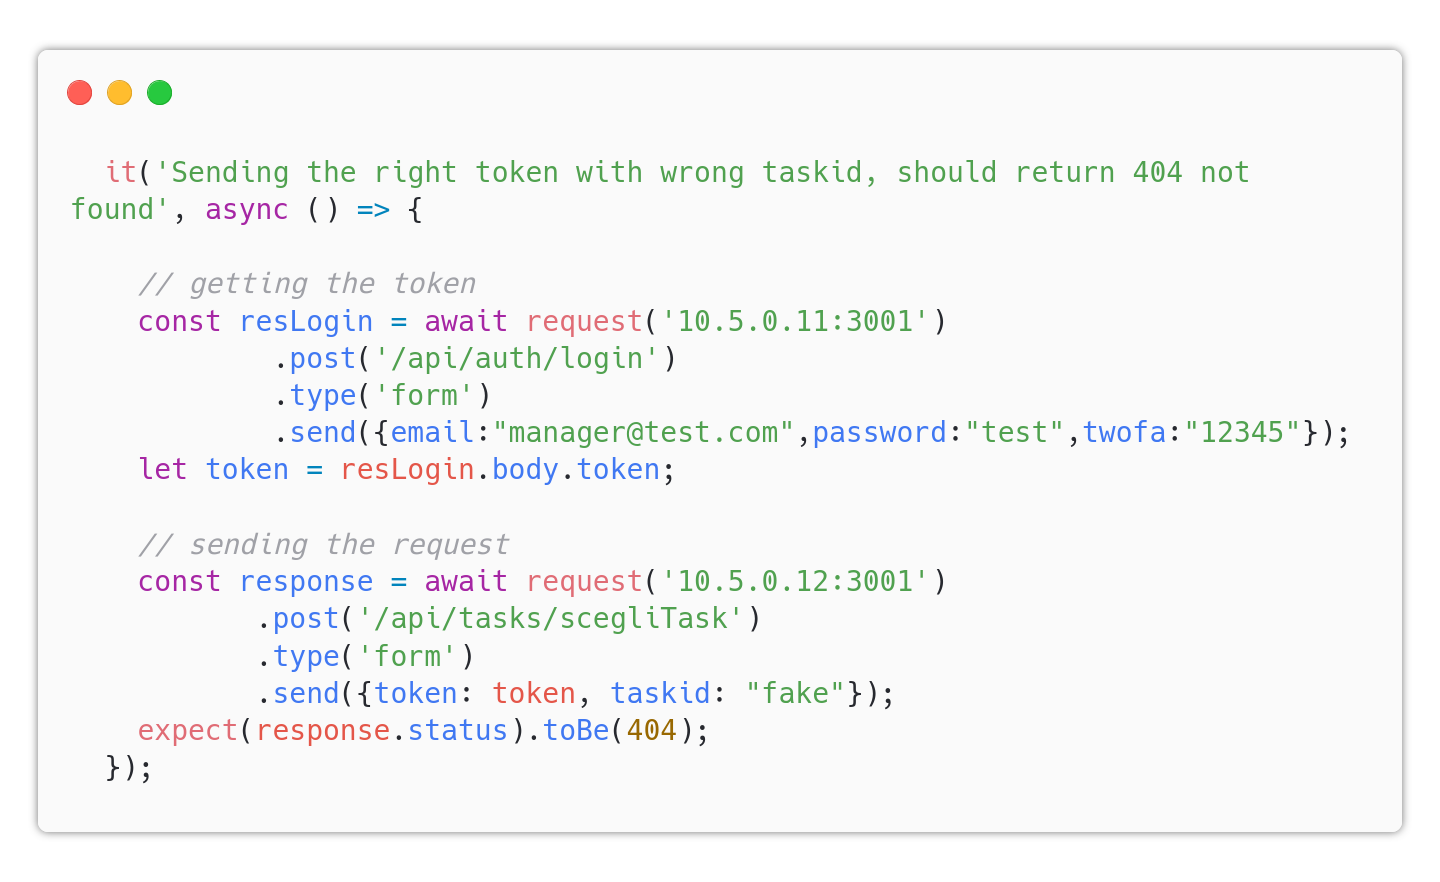 it('Sending the right token with wrong taskid, should return 404 not
found', async () => {
// getting the token
const resLogin = await request('10.5.0.11:3001')
.post('/api/auth/login')
.type('form')
.send({email:"manager@test.com",password:"test",twofa:"12345"});
let token = resLogin.body.token;
// sending the request
const response = await request('10.5.0.12:3001')
.post('/api/tasks/scegliTask')
.type('form')
.send({token: token, taskid: "fake"});
expect(response.status).toBe(404);
});